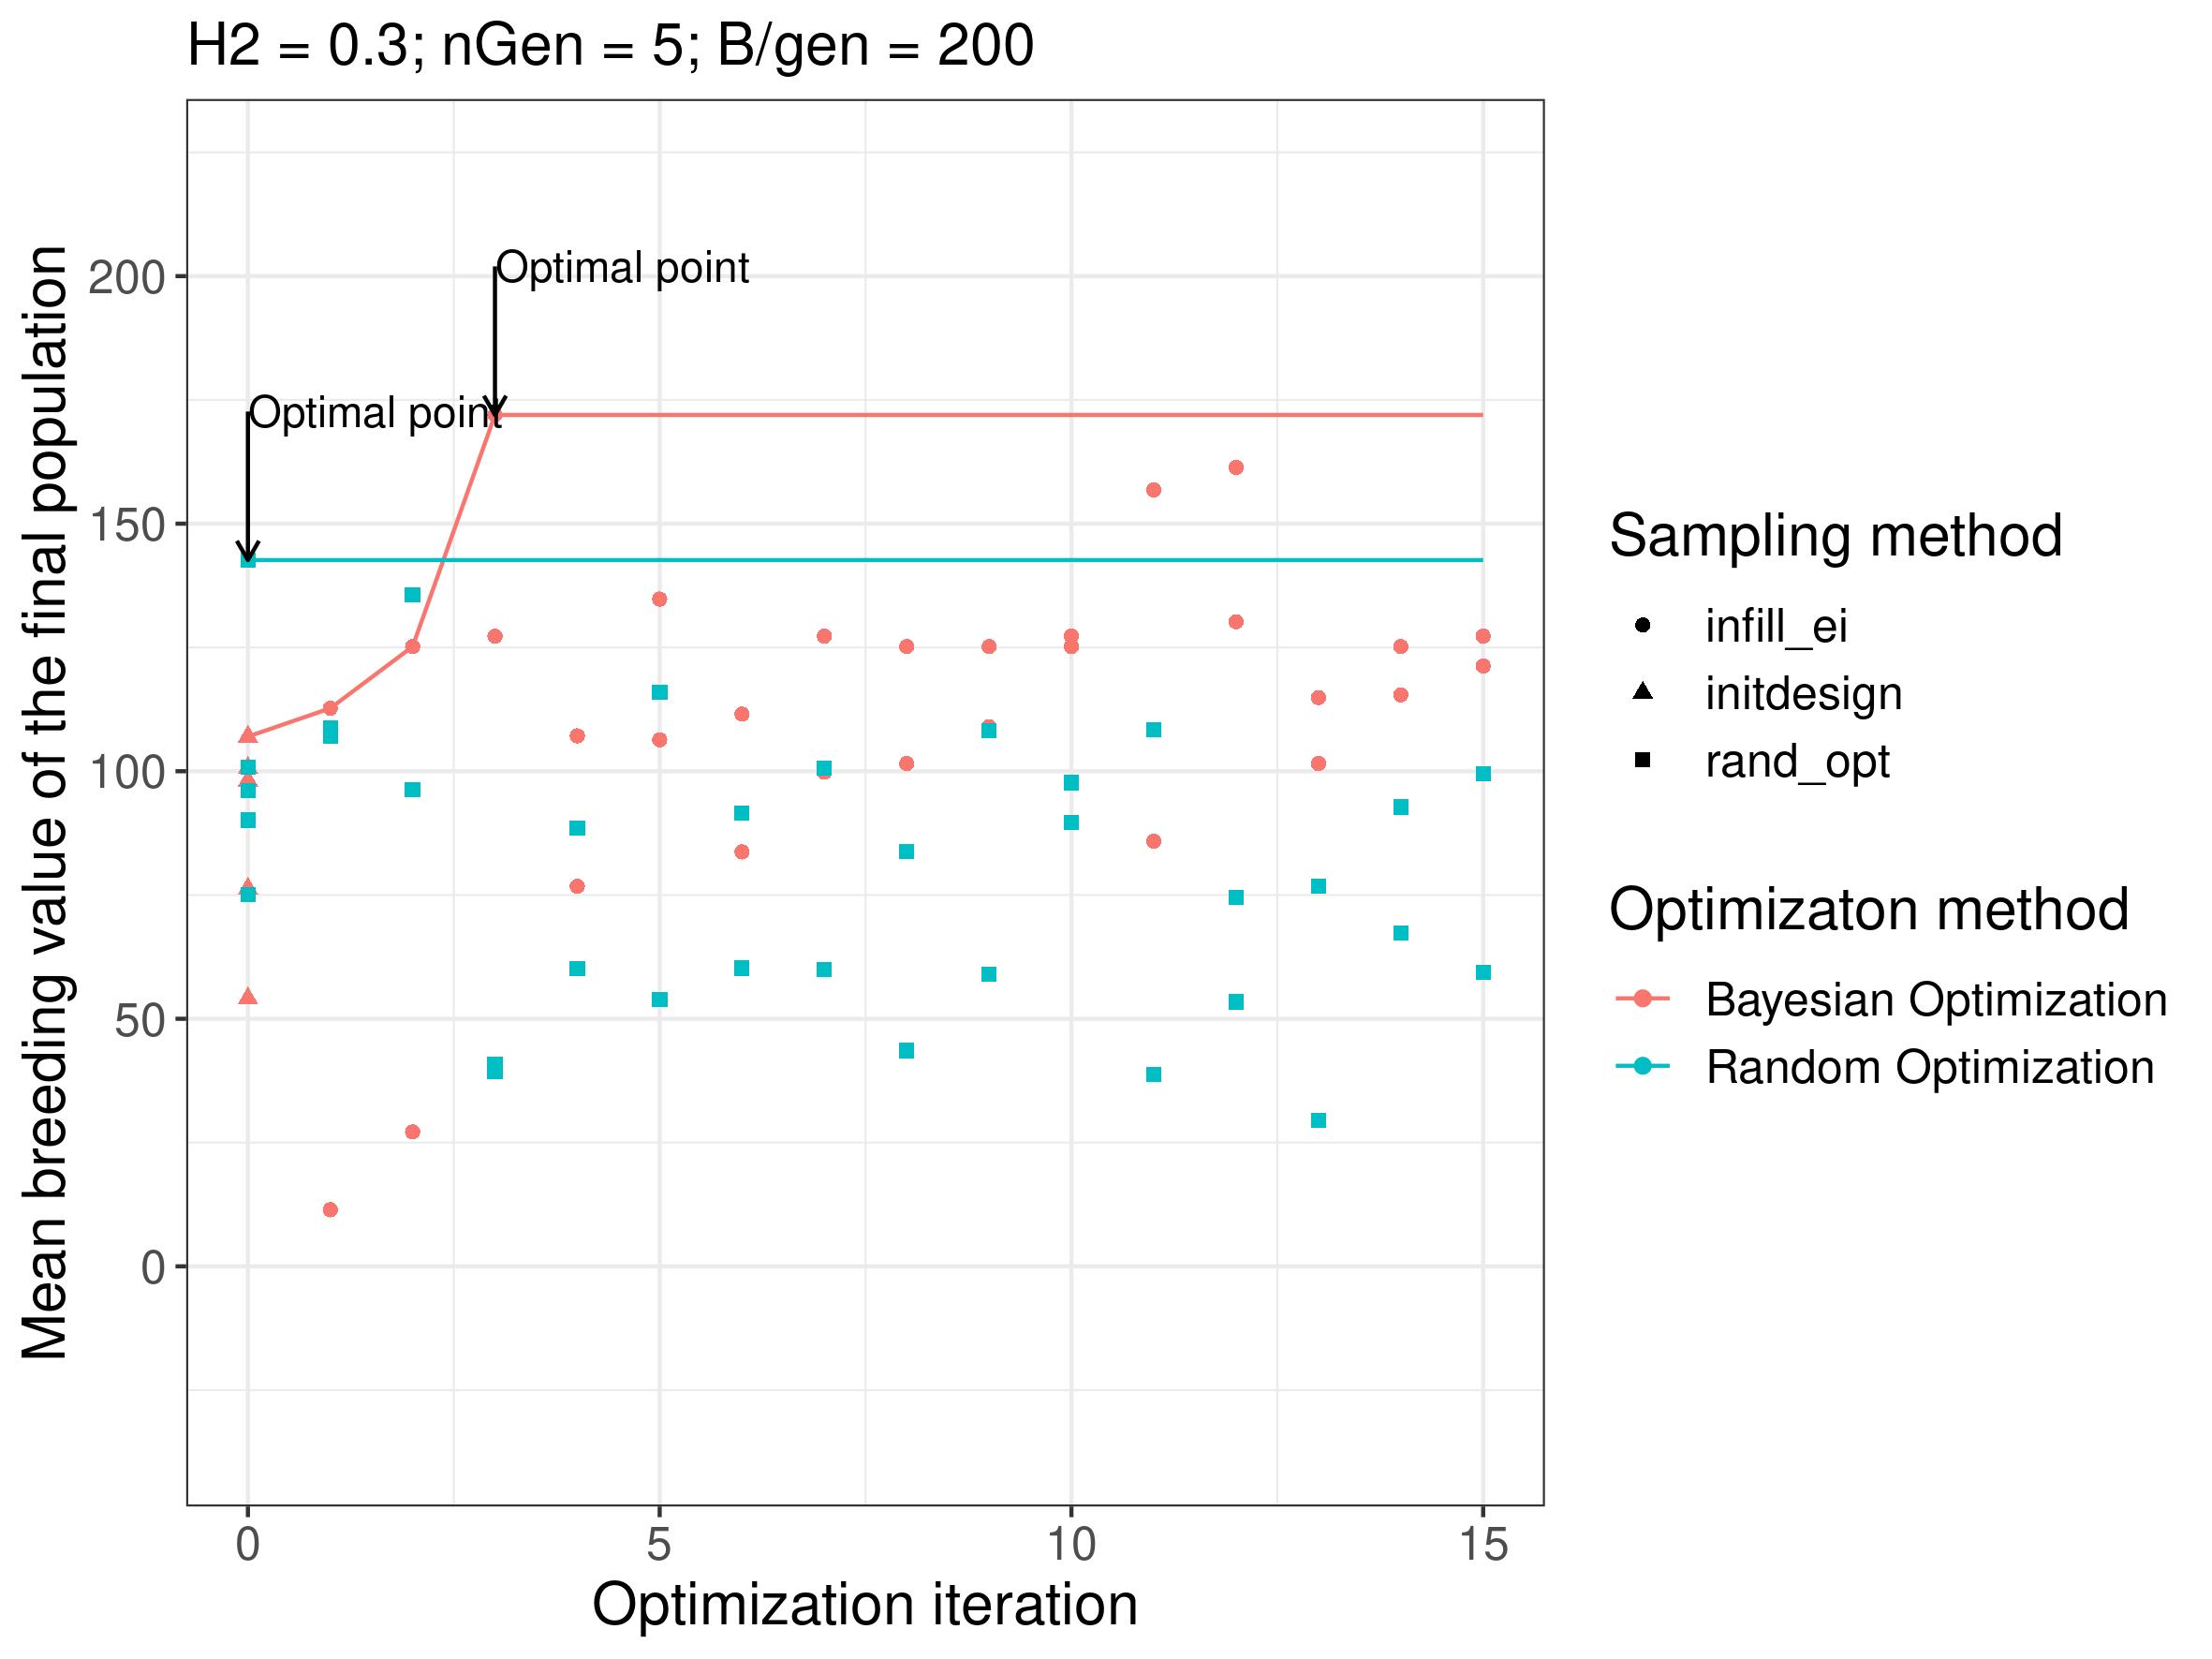 H2 = 0.3; nGen = 5; B/gen = 200
Mean breeding value of the final population
200
150
100
50
0
Optimal point
Optimal point
0
5
10
15
Optimization iteration
Sampling method
infill_ei
initdesign
rand_opt
Optimizaton method
Bayesian Optimization
Random Optimization